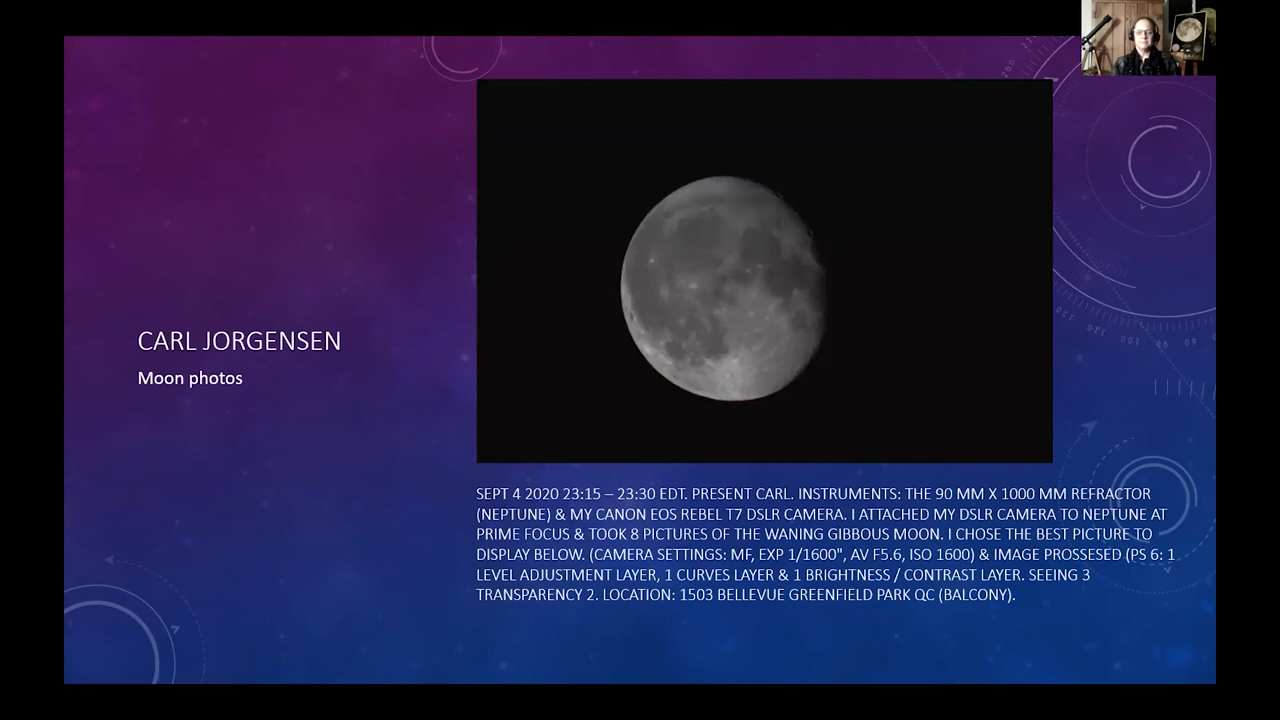 CARL JORGENSEN
Moon photos
SEPT 4 2020 23:15 – 23:30 EDT. PRESENT CARL. INSTRUMENTS: THE 90 MM X 1000 MM REFRACTOR
(NEPTUNE) & MY CANON EOS REBEL T7 DSLR CAMERA. I ATTACHED MY DSLR CAMERA TO NEPTUNE AT
PRIME FOCUS & TOOK 8 PICTURES OF THE WANING GIBBOUS MOON. I CHOSE THE BEST PICTURE TO
DISPLAY BELOW. (CAMERA SETTINGS: MF, EXP 1/1600", AV F5.6, ISO 1600) & IMAGE PROSSESED (PS 6: 1
LEVEL ADJUSTMENT LAYER, 1 CURVES LAYER & 1 BRIGHTNESS / CONTRAST LAYER. SEEING 3
TRANSPARENCY 2. LOCATION: 1503 BELLEVUE GREENFIELD PARK QC (BALCONY).